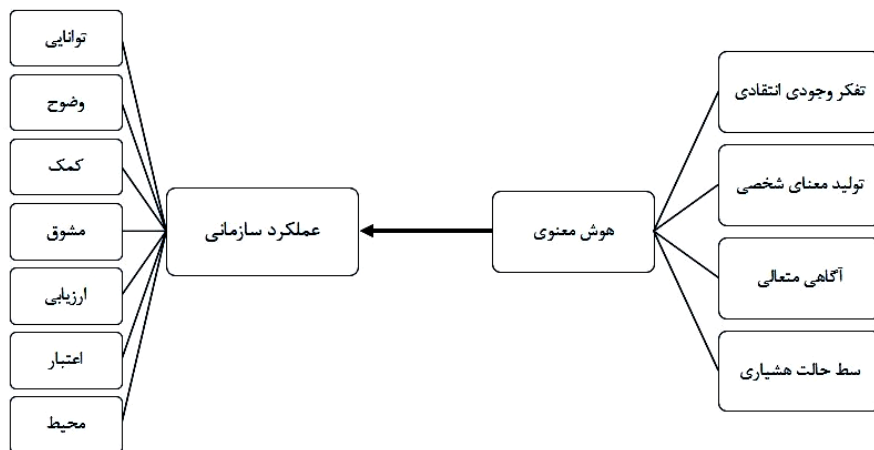 تفکر وجودی انتقادی
تولید معنای شخصی
آگاهی متعالی
سط حالت هشیاری
هوش معنوی
عملکرد سازمانی
توانایی
وضوح
کمک
مشوق
ارزیابی
اعتبار
محیط